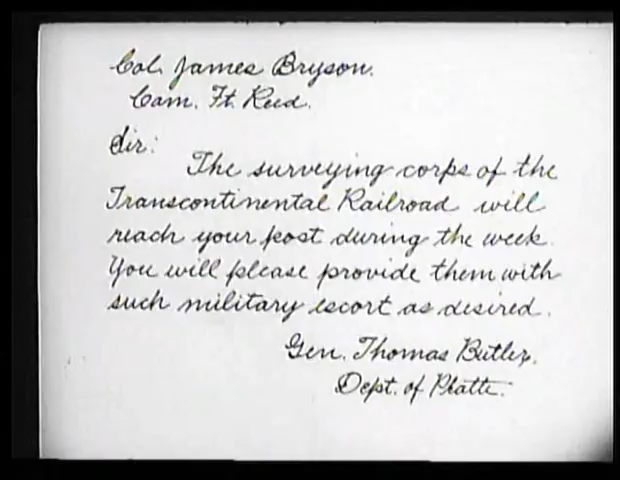 Col. James Bryson.
Com. Ft. Reed.
Sir:
The surveying corps of the
Transcontinental Railroad will
reach your post during the week.
You will please provide them with
such military escort as desired.
Gen. Thomas Butler.
Dept. of Platte.